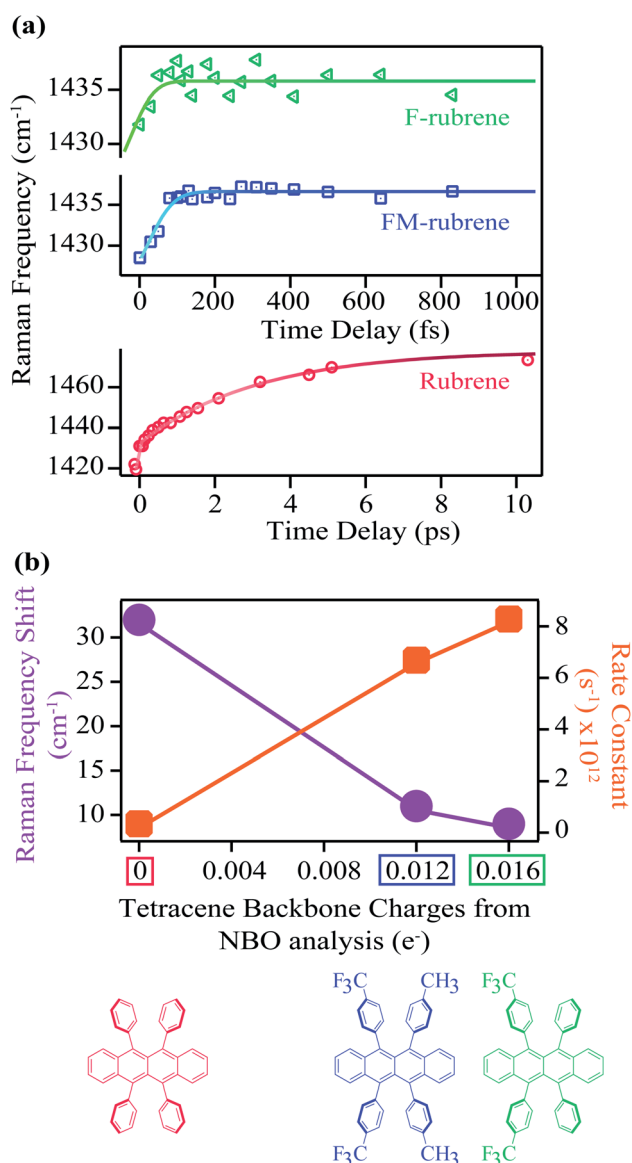 (a)
Raman Frequency (cm⁻¹)
1435
1430
F-rubrene
1435
1430
FM-rubrene
0 200 400 600 800 1000
Time Delay (fs)
1460
1440
1420
Rubrene
0 2 4 6 8 10
Time Delay (ps)
(b)
Raman Frequency Shift
(cm⁻¹)
30
25
20
15
10
8
6
4
2
0
Rate Constant
(s⁻¹) x10¹²
0 0.004 0.008 0.012 0.016
Tetracene Backbone Charges from
NBO analysis (e⁻)
F₃C CH₃ F₃C
F₃C CH₃ F₃C